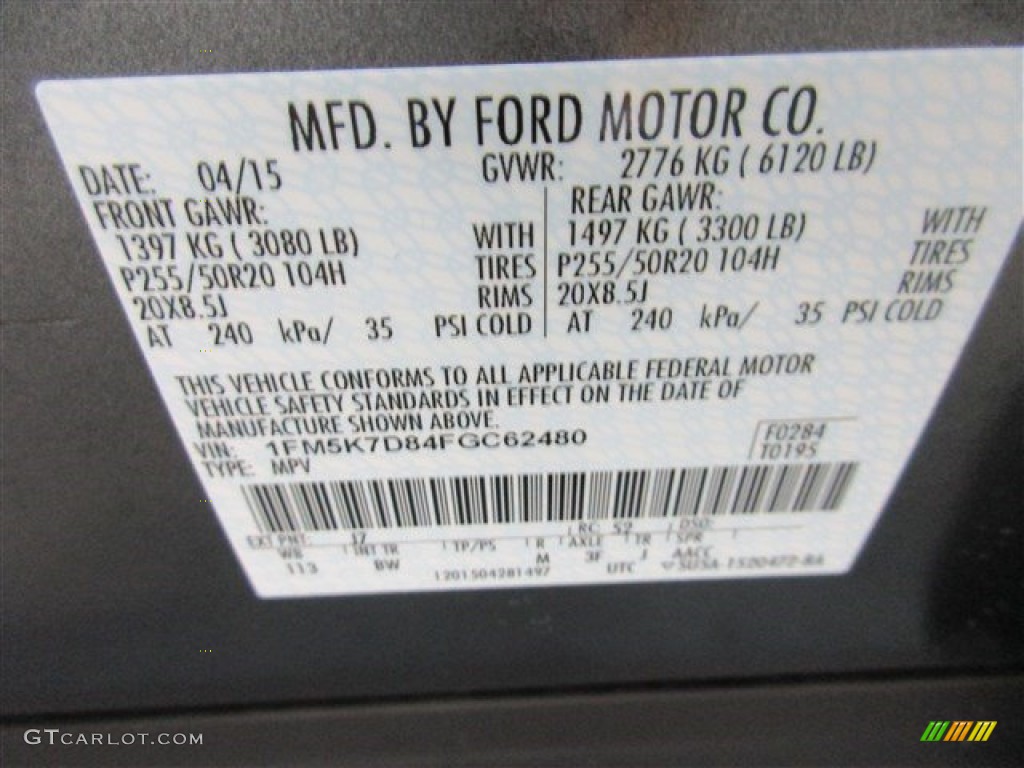 MFD. BY FORD MOTOR CO.
DATE: 04/15 GVWR: 2776 KG ( 6120 LB)
FRONT GAWR: REAR GAWR:
1397 KG ( 3080 LB) WITH 1497 KG ( 3300 LB) WITH
P255/50R20 104H TIRES P255/50R20 104H TIRES
20X8.5J RIMS 20X8.5J RIMS
AT 240 kPa/ 35 PSI COLD AT 240 kPa/ 35 PSI COLD
THIS VEHICLE CONFORMS TO ALL APPLICABLE FEDERAL MOTOR
VEHICLE SAFETY STANDARDS IN EFFECT ON THE DATE OF
MANUFACTURE SHOWN ABOVE.
VIN: 1FM5K7D84FGC62480 F0284
TYPE: MPV T0195
EXT PNT: 17 RC: 52 DSO:
WB INT TR TP/PS R AXLE TR SPR
113 BW M 3F J AACC
1201504281497 UTC
GTCARLOT.COM